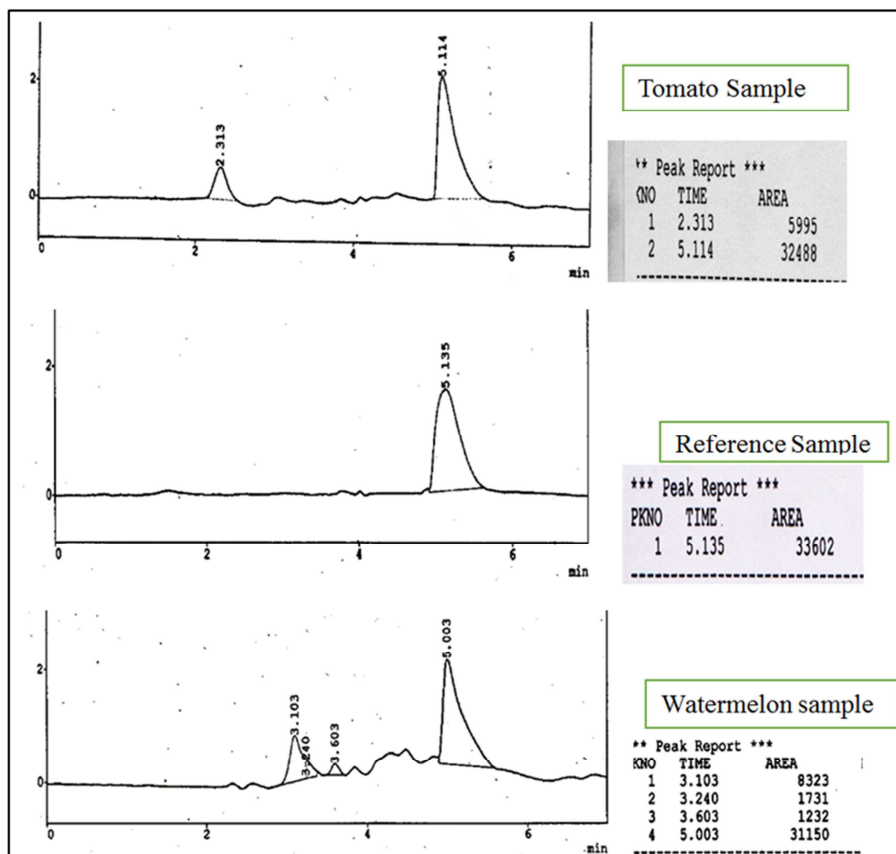 2.313
5.114
2
0
0
2
4
6
min
Tomato Sample
** Peak Report ***
KNO TIME AREA
1 2.313 5995
2 5.114 32488
5.135
2
0
0
2
4
6
min
Reference Sample
*** Peak Report ***
PKNO TIME AREA
1 5.135 33602
3.103
3.240
3.603
5.003
2
0
0
2
4
6
min
Watermelon sample
** Peak Report ***
KNO TIME AREA
1 3.103 8323
2 3.240 1731
3 3.603 1232
4 5.003 31150